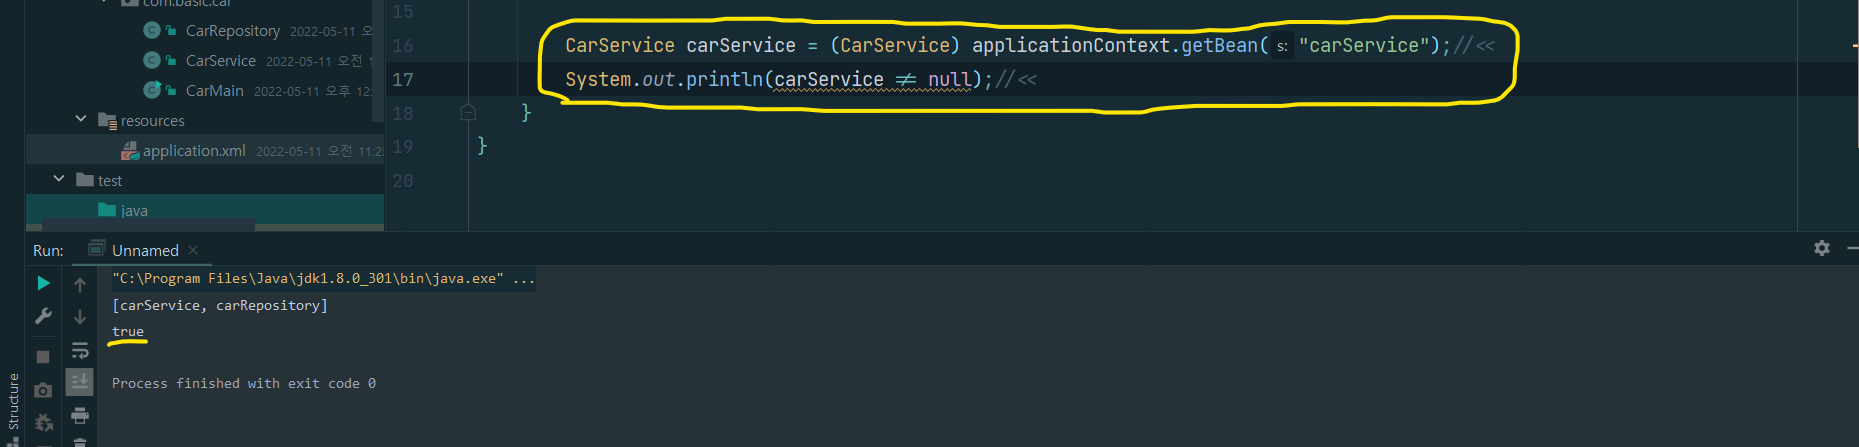 com.basic.car
CarRepository 2022-05-11 오
CarService 2022-05-11 오전
CarMain 2022-05-11 오후 12:
resources
application.xml 2022-05-11 오전 11:2
test
java
15
16 CarService carService = (CarService) applicationContext.getBean( s: "carService");//<<
17 System.out.println(carService ≠ null);//<<
18 }
19 }
20
Run: Unnamed
"C:\Program Files\Java\jdk1.8.0_301\bin\java.exe" ...
[carService, carRepository]
true
Process finished with exit code 0
Structure